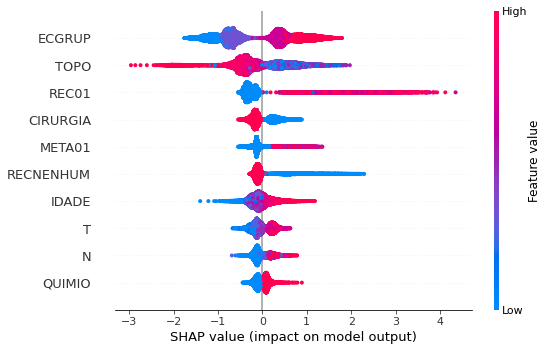 High
ECGRUP
TOPO
REC01
CIRURGIA
META01
RECNENHUM
IDADE
T
N
QUIMIO
Feature value
Low
−3 −2 −1 0 1 2 3 4
SHAP value (impact on model output)